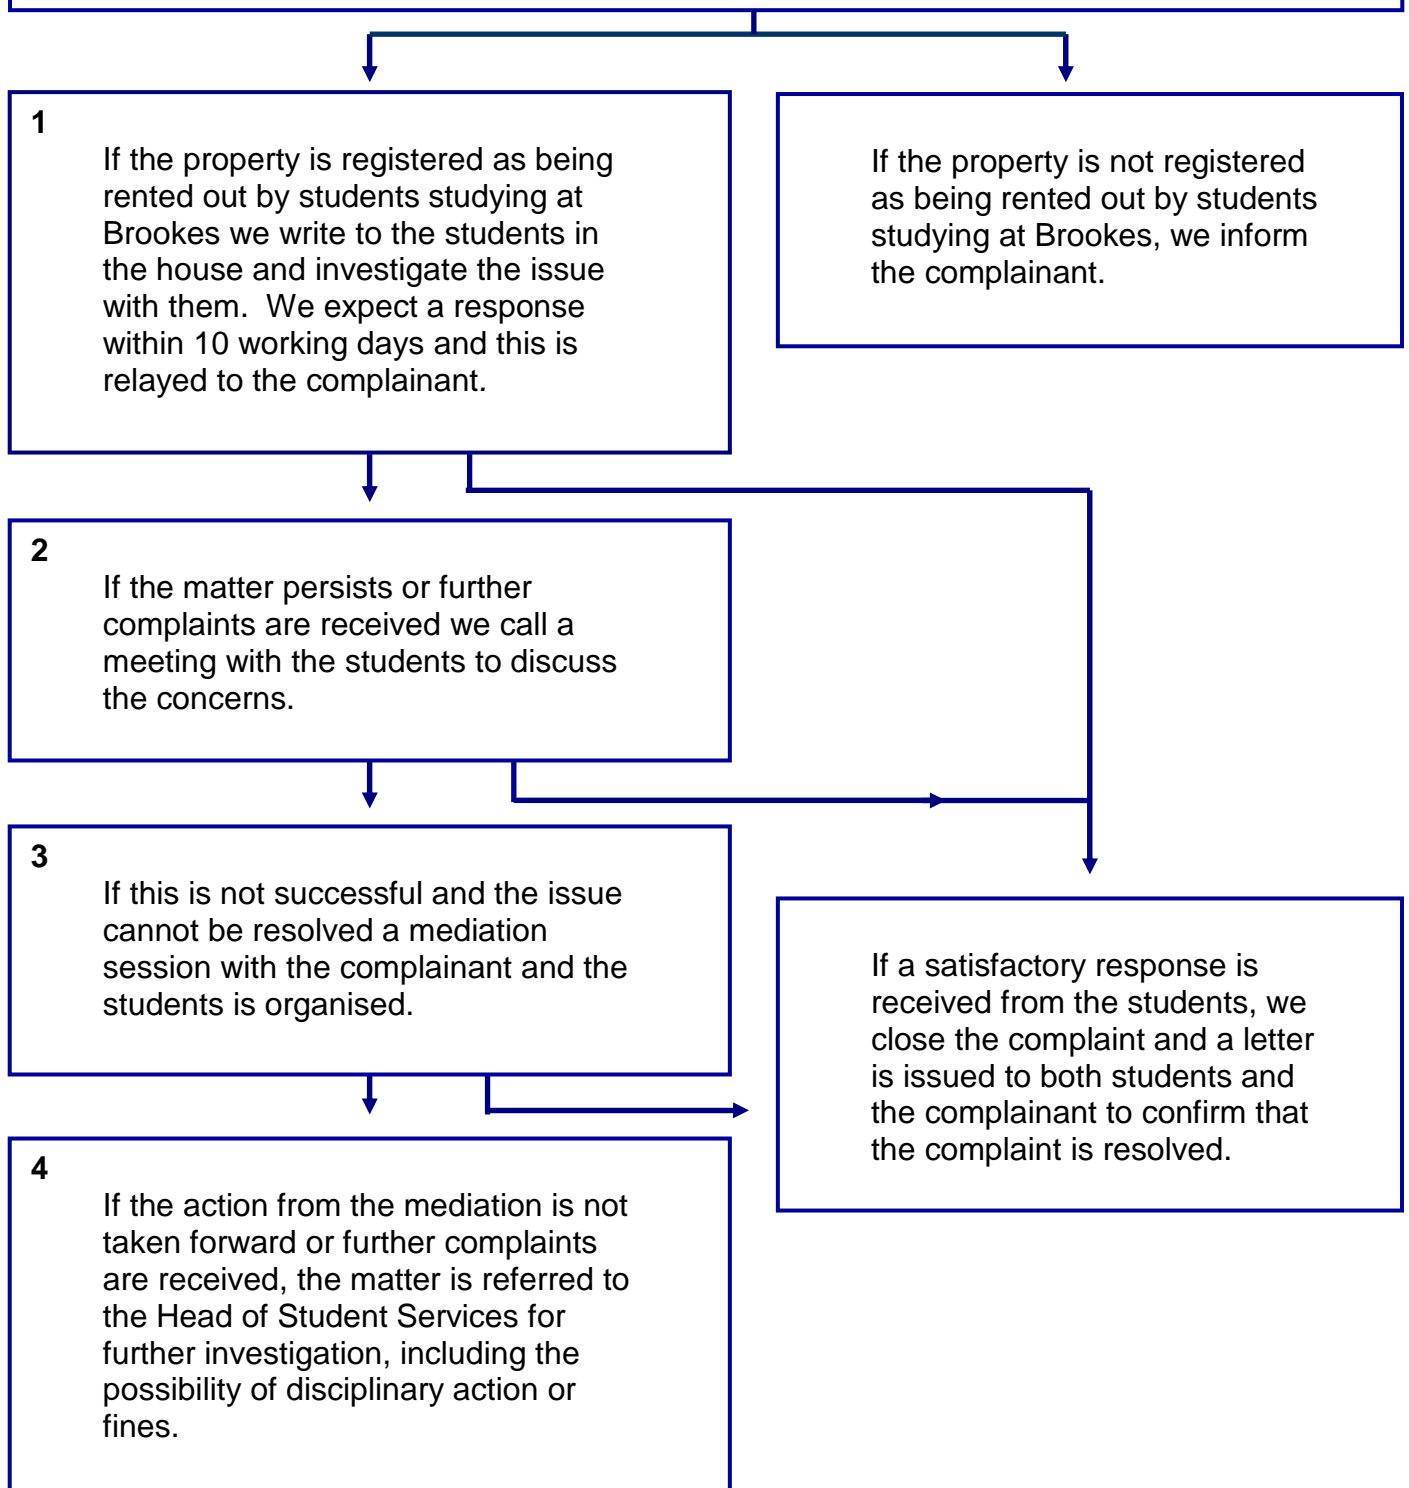 1
If the property is registered as being
rented out by students studying at
Brookes we write to the students in
the house and investigate the issue
with them.  We expect a response
within 10 working days and this is
relayed to the complainant.
If the property is not registered
as being rented out by students
studying at Brookes, we inform
the complainant.
2
If the matter persists or further
complaints are received we call a
meeting with the students to discuss
the concerns.
3
If this is not successful and the issue
cannot be resolved a mediation
session with the complainant and the
students is organised.
If a satisfactory response is
received from the students, we
close the complaint and a letter
is issued to both students and
the complainant to confirm that
the complaint is resolved.
4
If the action from the mediation is not
taken forward or further complaints
are received, the matter is referred to
the Head of Student Services for
further investigation, including the
possibility of disciplinary action or
fines.